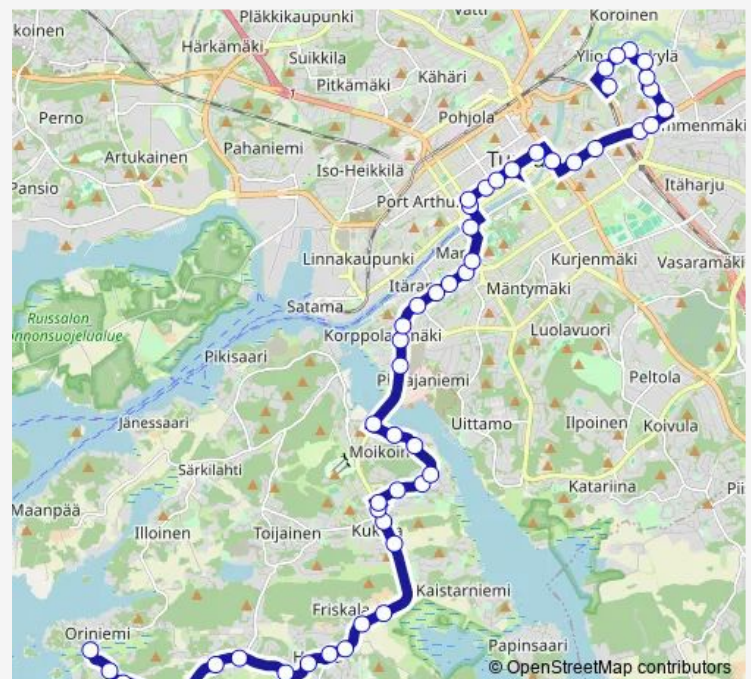 Koroinen
Pläkkikaupunki
koinen
Härkämäki
Suikkila
Kähäri
Pitkämäki
1
Perno
Pohjola
Artukainen
Pahaniemi
Iso-Heikkilä
Pansio
Itäharju
Port Arthu
Linnakaupunki
Kurjenmäki
Vasaramäki
Mäntymäki
Satama
Ruissalon
onnonsuojelualue
Luolavuori
Pikisaari
Peltola
Jänessaari
Uittamo
Ilpoinen
Koivula
Särkilahti
Katariina
Maanpää
Illoinen
Toijainen
Kaistarniemi
Friskala
Oriniemi
Papinsaari
© OpenStreetMap contributors